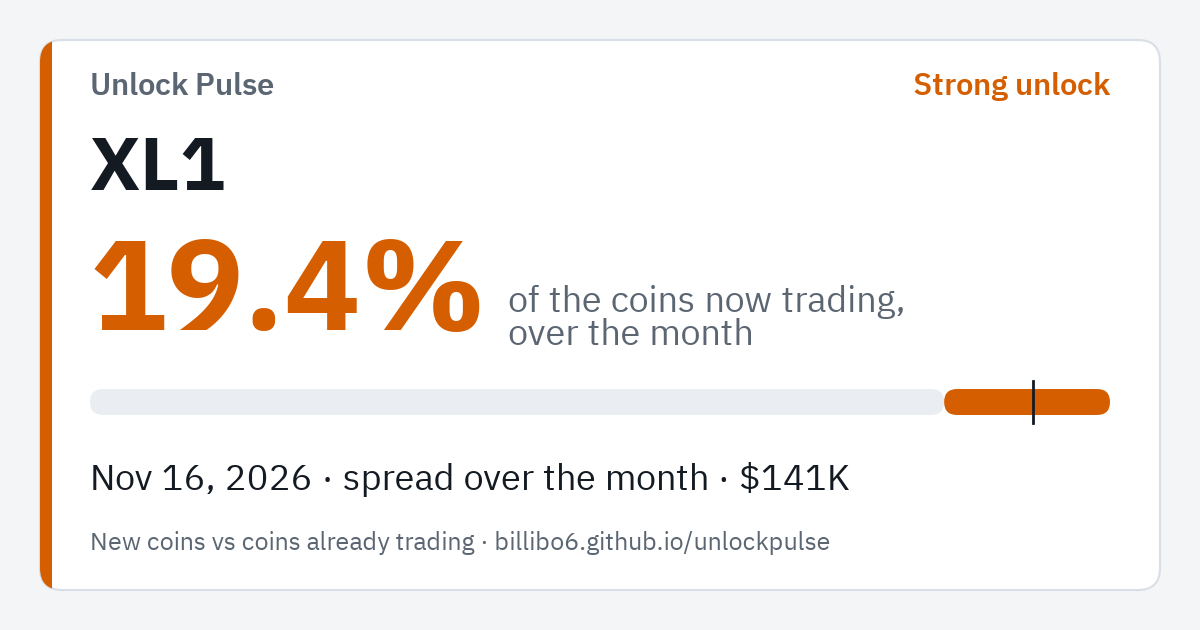 Unlock Pulse
Strong unlock
XL1
19.4%
of the coins now trading,
over the month
Nov 16, 2026 · spread over the month · $141K
New coins vs coins already trading · billibo6.github.io/unlockpulse